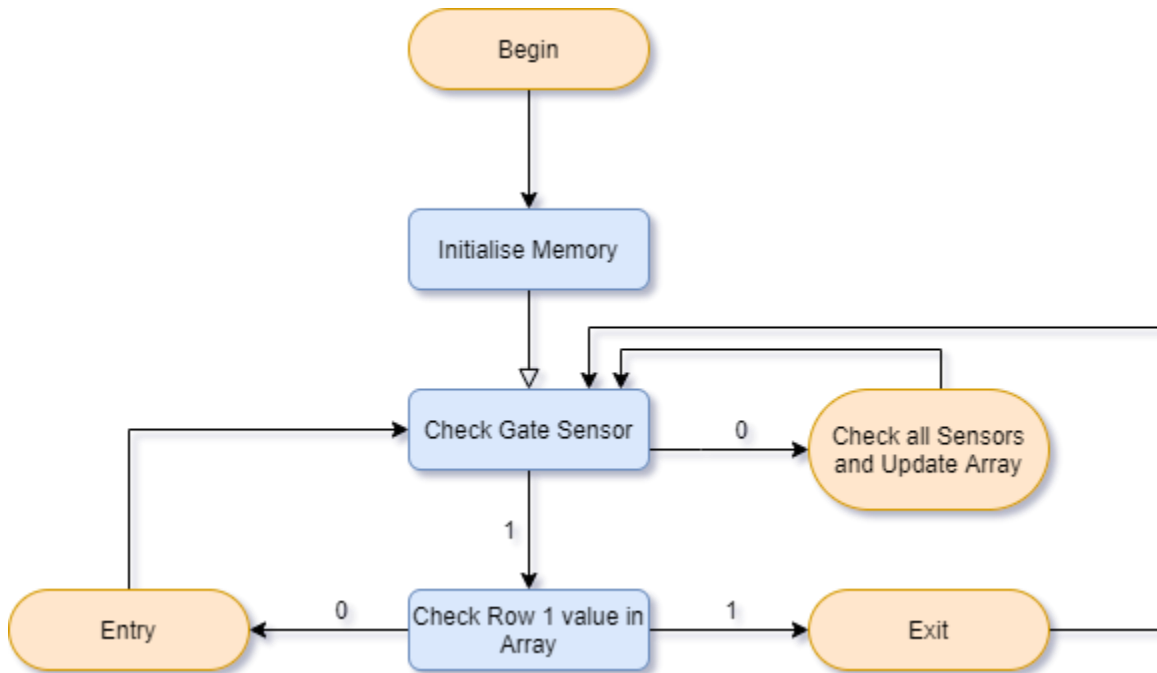 Begin
Initialise Memory
Check Gate Sensor
0
Check all Sensors
and Update Array
1
Entry
0
Check Row 1 value in
Array
1
Exit